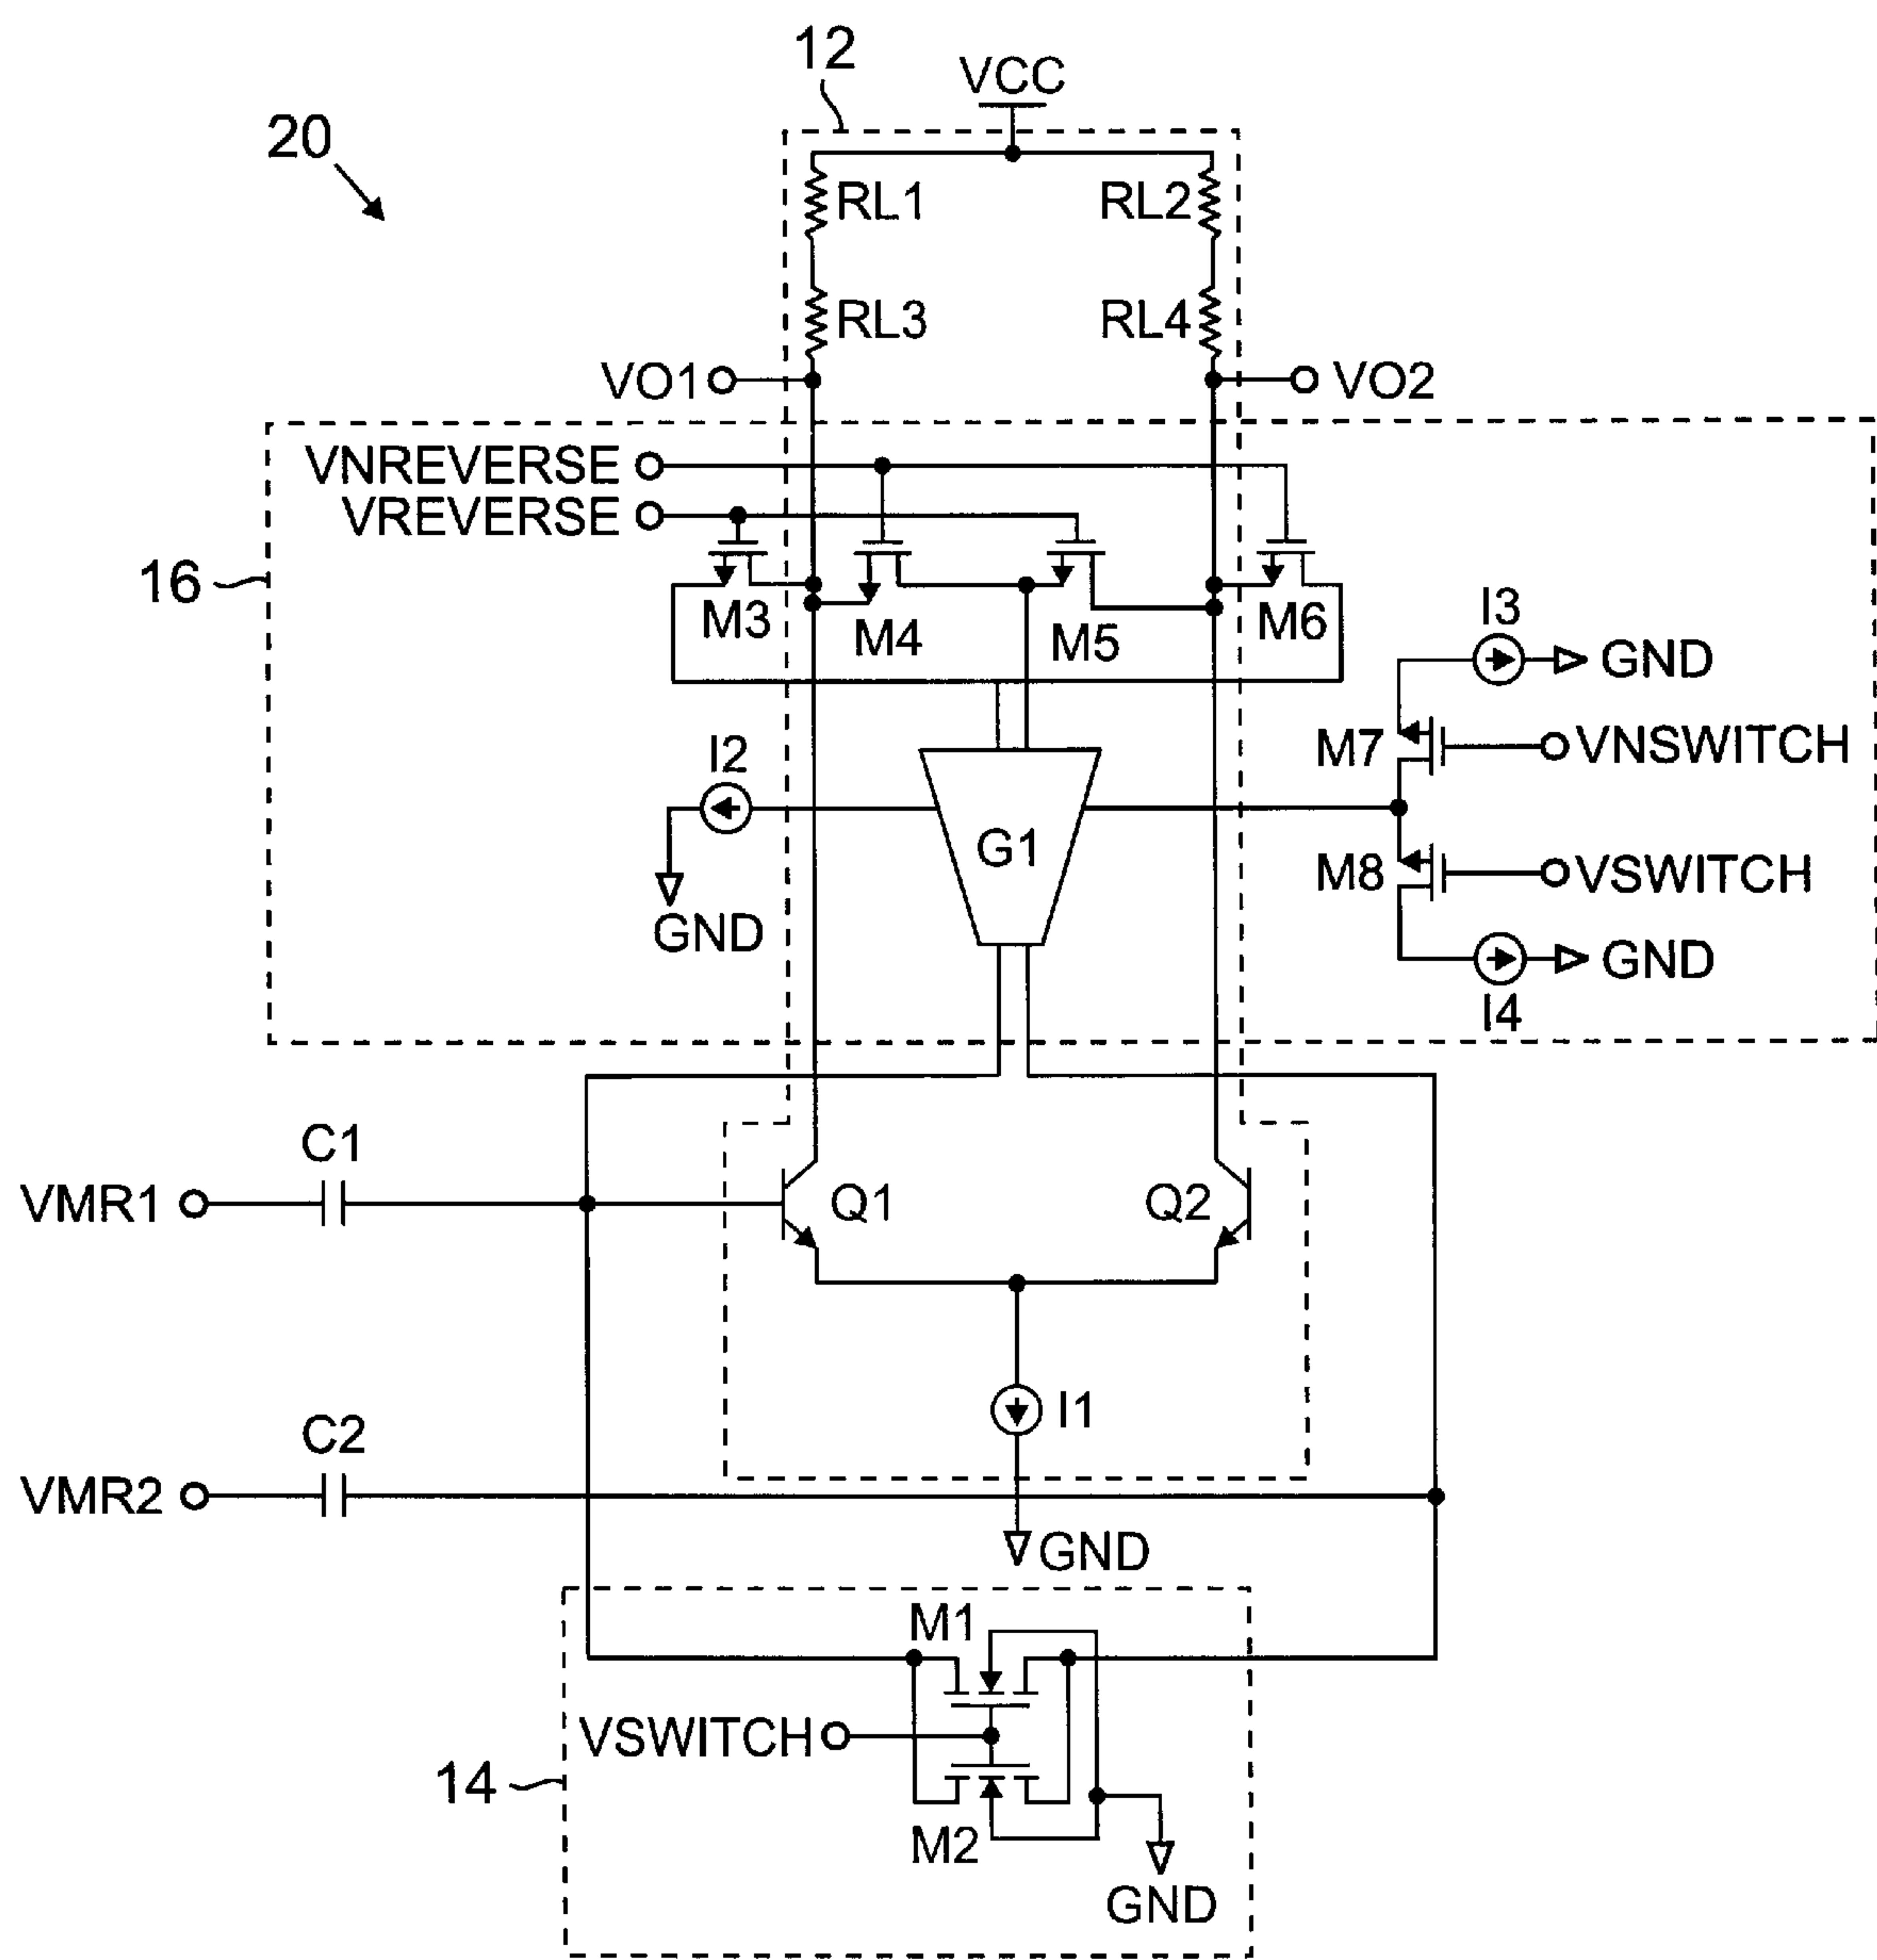 12
VCC
20
RL1
RL2
RL3
RL4
VO1
VO2
VNREVERSE
VREVERSE
16
M3
M4
M5
M6
I3
GND
I2
M7
VNSWITCH
G1
M8
VSWITCH
GND
GND
I4
C1
VMR1
Q1
Q2
I1
C2
VMR2
GND
M1
VSWITCH
14
M2
GND